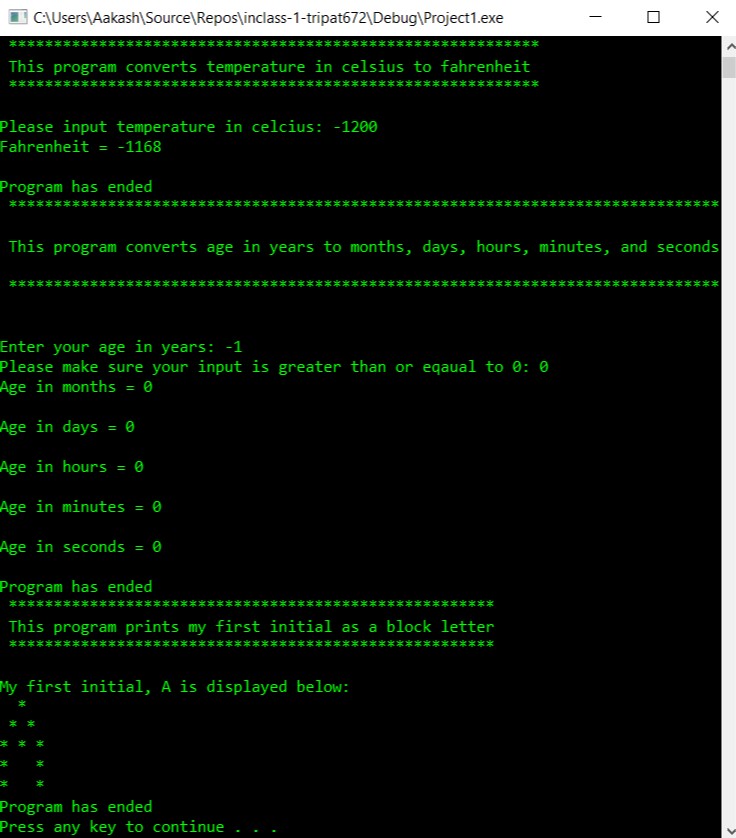 C:\Users\Aakash\Source\Repos\inclass-1-tripat672\Debug\Project1.exe
***********************************************************
This program converts temperature in celsius to fahrenheit
***********************************************************
Please input temperature in celcius: -1200
Fahrenheit = -1168
Program has ended
*******************************************************************************
This program converts age in years to months, days, hours, minutes, and seconds
*******************************************************************************
Enter your age in years: -1
Please make sure your input is greater than or eqaual to 0: 0
Age in months = 0
Age in days = 0
Age in hours = 0
Age in minutes = 0
Age in seconds = 0
Program has ended
******************************************************
This program prints my first initial as a block letter
******************************************************
My first initial, A is displayed below:
  *
 * *
* * *
*   *
*   *
Program has ended
Press any key to continue . . .